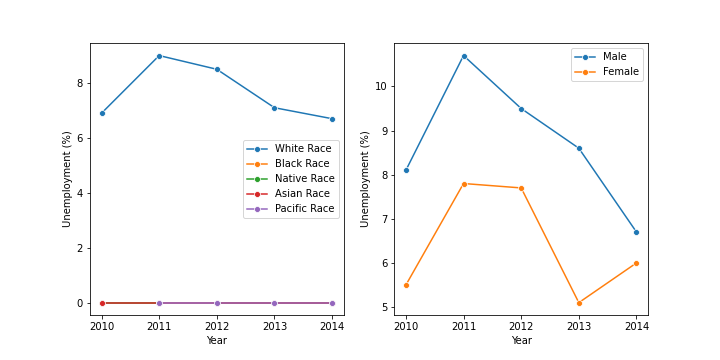 Unemployment (%)
8
6
4
2
0
2010 2011 2012 2013 2014
Year
White Race
Black Race
Native Race
Asian Race
Pacific Race
Unemployment (%)
10
9
8
7
6
5
2010 2011 2012 2013 2014
Year
Male
Female